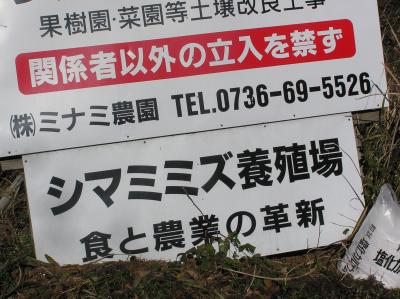 果樹園・菜園等土壌改良工事
関係者以外の立入を禁ず
㈱ミナミ農園 TEL.0736-69-5526
シマミミズ養殖場
食と農業の革新